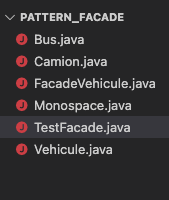 PATTERN_FACADE
Bus.java
Camion.java
FacadeVehicule.java
Monospace.java
TestFacade.java
Vehicule.java